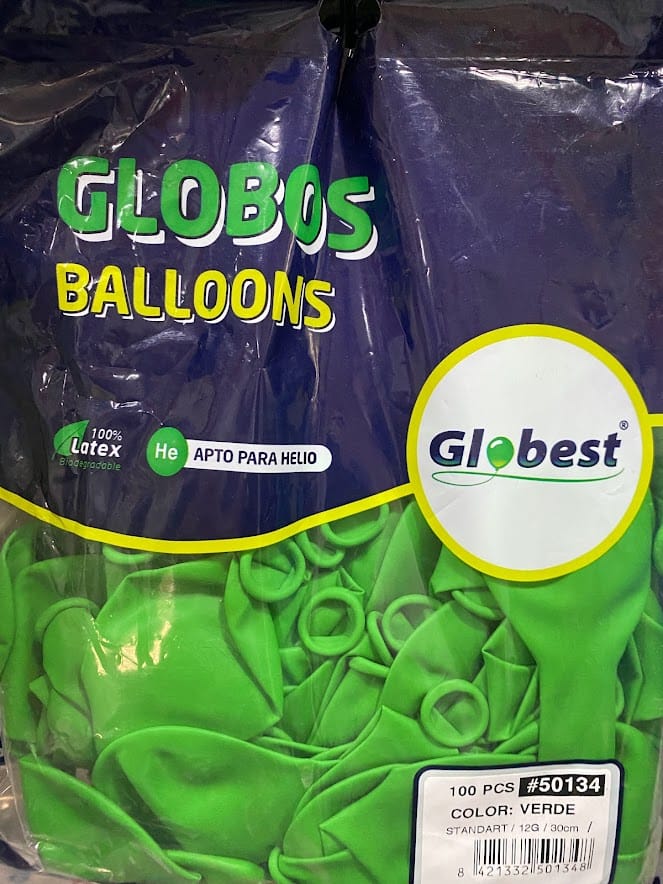 GLOBOS
BALLOONS
100%
Latex
Biodegradable
He APTO PARA HELIO
Globest®
100 PCS #50134
COLOR: VERDE
STANDART / 12G / 30cm /
8 421332 501348